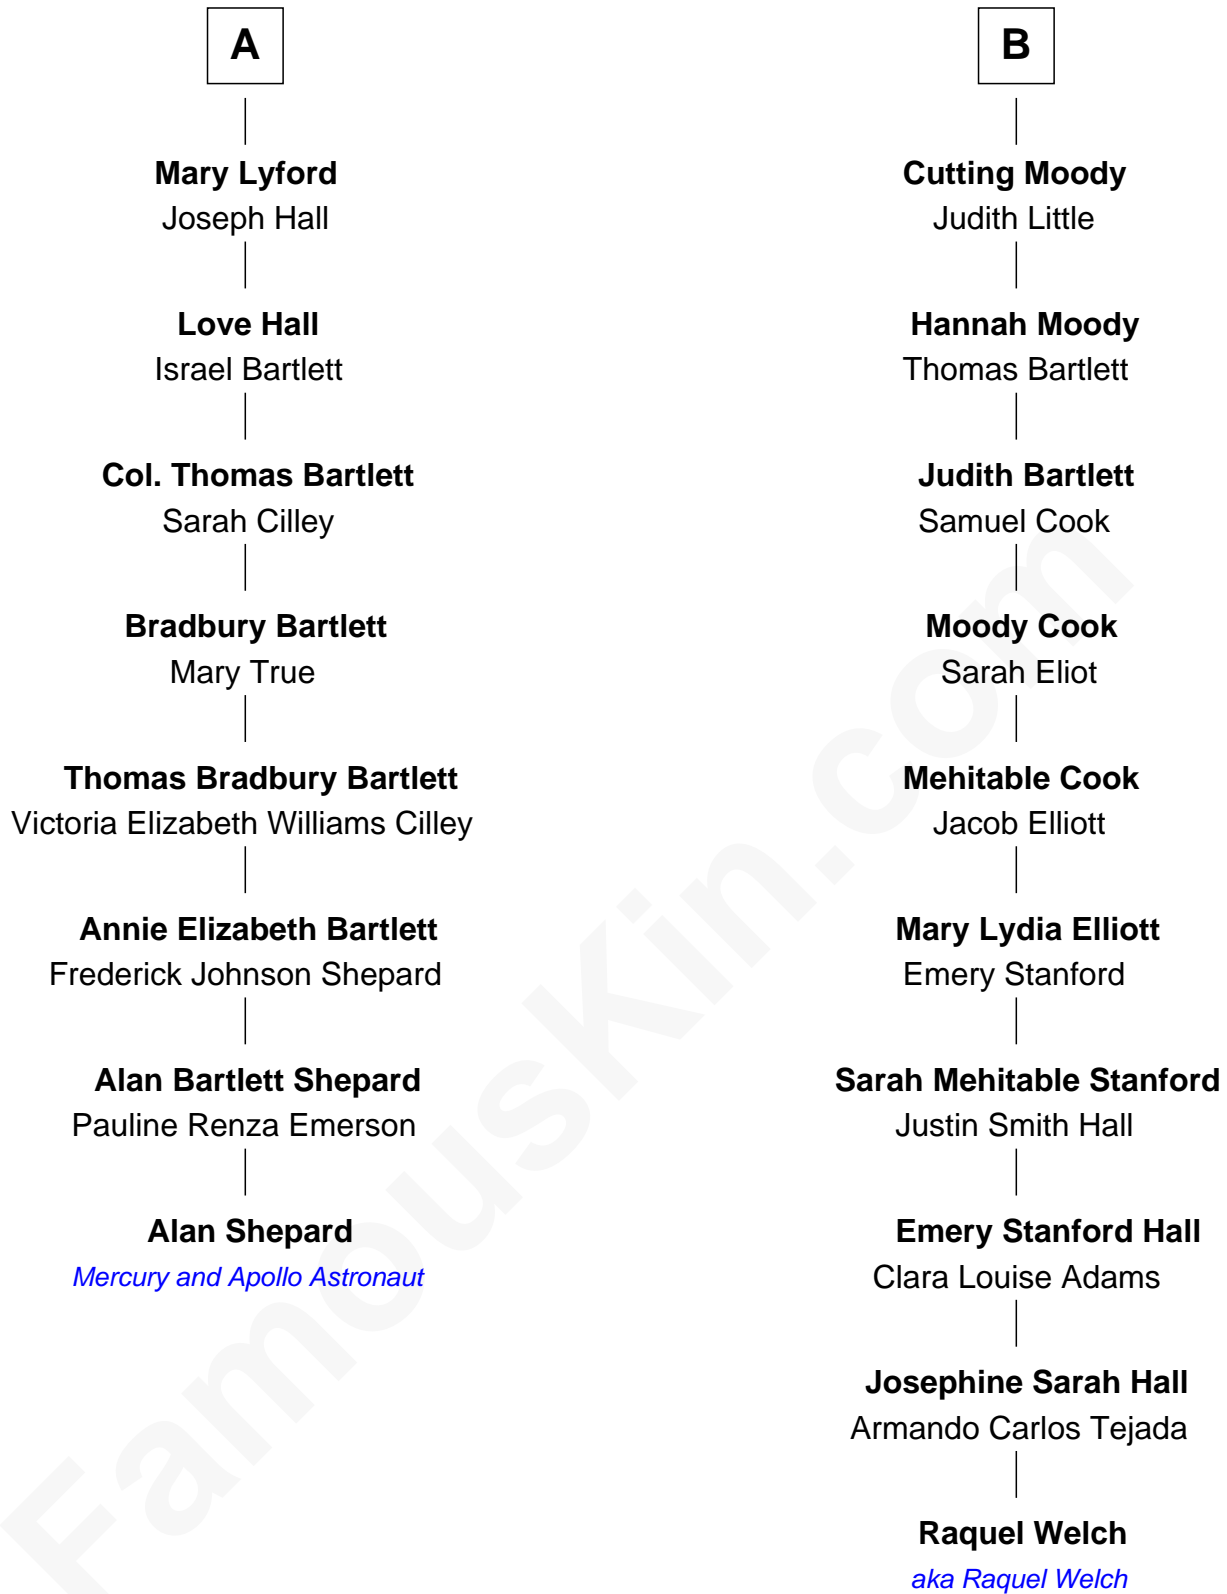 A
Mary Lyford
Joseph Hall
Love Hall
Israel Bartlett
Col. Thomas Bartlett
Sarah Cilley
Bradbury Bartlett
Mary True
Thomas Bradbury Bartlett
Victoria Elizabeth Williams Cilley
Annie Elizabeth Bartlett
Frederick Johnson Shepard
Alan Bartlett Shepard
Pauline Renza Emerson
Alan Shepard
Mercury and Apollo Astronaut
B
Cutting Moody
Judith Little
Hannah Moody
Thomas Bartlett
Judith Bartlett
Samuel Cook
Moody Cook
Sarah Eliot
Mehitable Cook
Jacob Elliott
Mary Lydia Elliott
Emery Stanford
Sarah Mehitable Stanford
Justin Smith Hall
Emery Stanford Hall
Clara Louise Adams
Josephine Sarah Hall
Armando Carlos Tejada
Raquel Welch
aka Raquel Welch
FamousKin.com